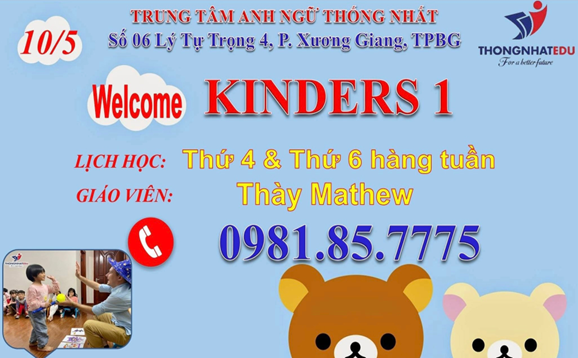 10/5
TRUNG TÂM ANH NGỮ THỐNG NHẤT
Số 06 Lý Tự Trọng 4, P. Xương Giang, TPBG
THONGNHATEDU
For a better future
Welcome KINDERS 1
LỊCH HỌC: Thứ 4 & Thứ 6 hàng tuần
GIÁO VIÊN: Thày Mathew
0981.85.7775
THONGNHATEDU